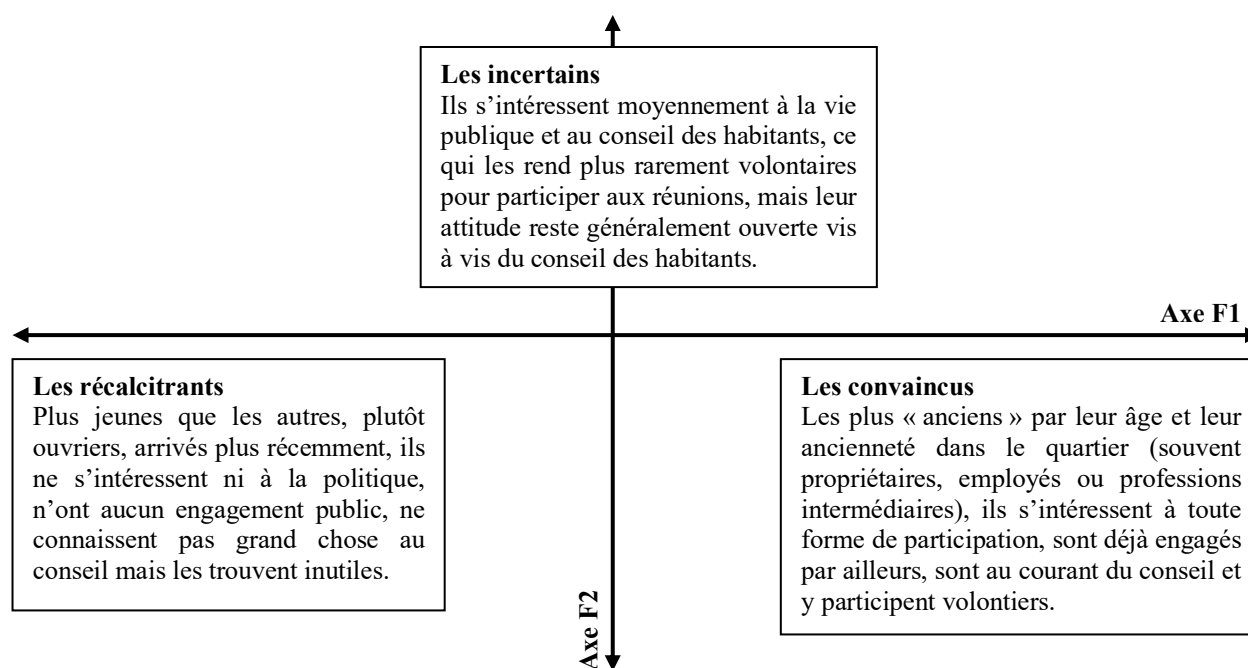 Les incertains
Ils s’intéressent moyennement à la vie
publique et au conseil des habitants, ce
qui les rend plus rarement volontaires
pour participer aux réunions, mais leur
attitude reste généralement ouverte vis
à vis du conseil des habitants.
Axe F1
Les récalcitrants
Plus jeunes que les autres, plutôt
ouvriers, arrivés plus récemment, ils
ne s’intéressent ni à la politique,
n’ont aucun engagement public, ne
connaissent pas grand chose au
conseil mais les trouvent inutiles.
Les convaincus
Les plus « anciens » par leur âge et leur
ancienneté dans le quartier (souvent
propriétaires, employés ou professions
intermédiaires), ils s’intéressent à toute
forme de participation, sont déjà engagés
par ailleurs, sont au courant du conseil et
y participent volontiers.
Axe F2